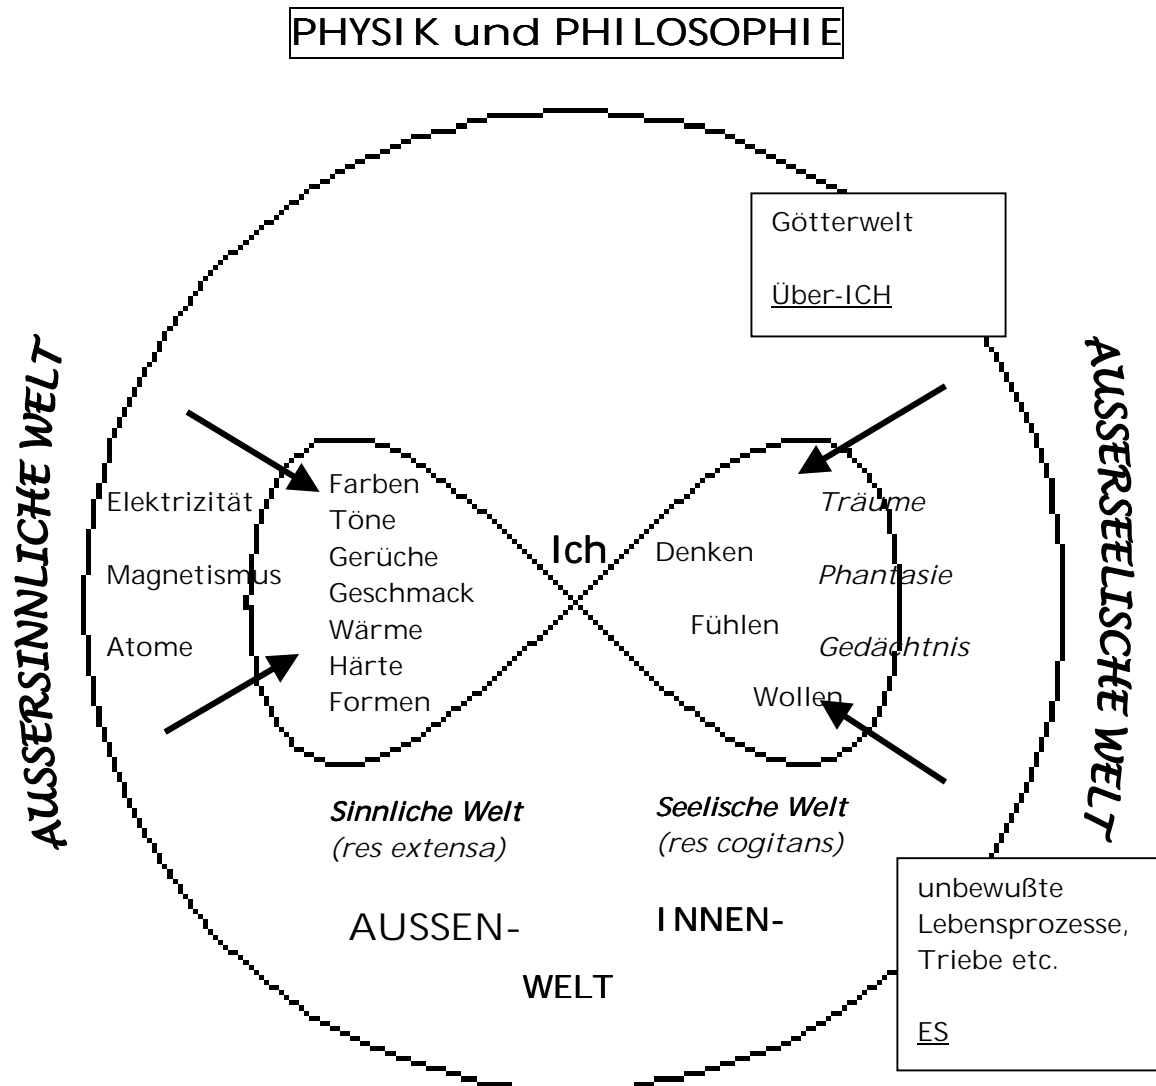 PHYSIK und PHILOSOPHIE
Götterwelt
Über-ICH
AUSSERSINNLICHE WELT
AUSSERSEELISCHE WELT
Elektrizität
Magnetismus
Atome
Farben
Töne
Gerüche
Geschmack
Wärme
Härte
Formen
Ich
Denken
Fühlen
Wollen
Träume
Phantasie
Gedächtnis
Sinnliche Welt
(res extensa)
Seelische Welt
(res cogitans)
AUSSEN-
INNEN-
WELT
unbewußte
Lebensprozesse,
Triebe etc.
ES